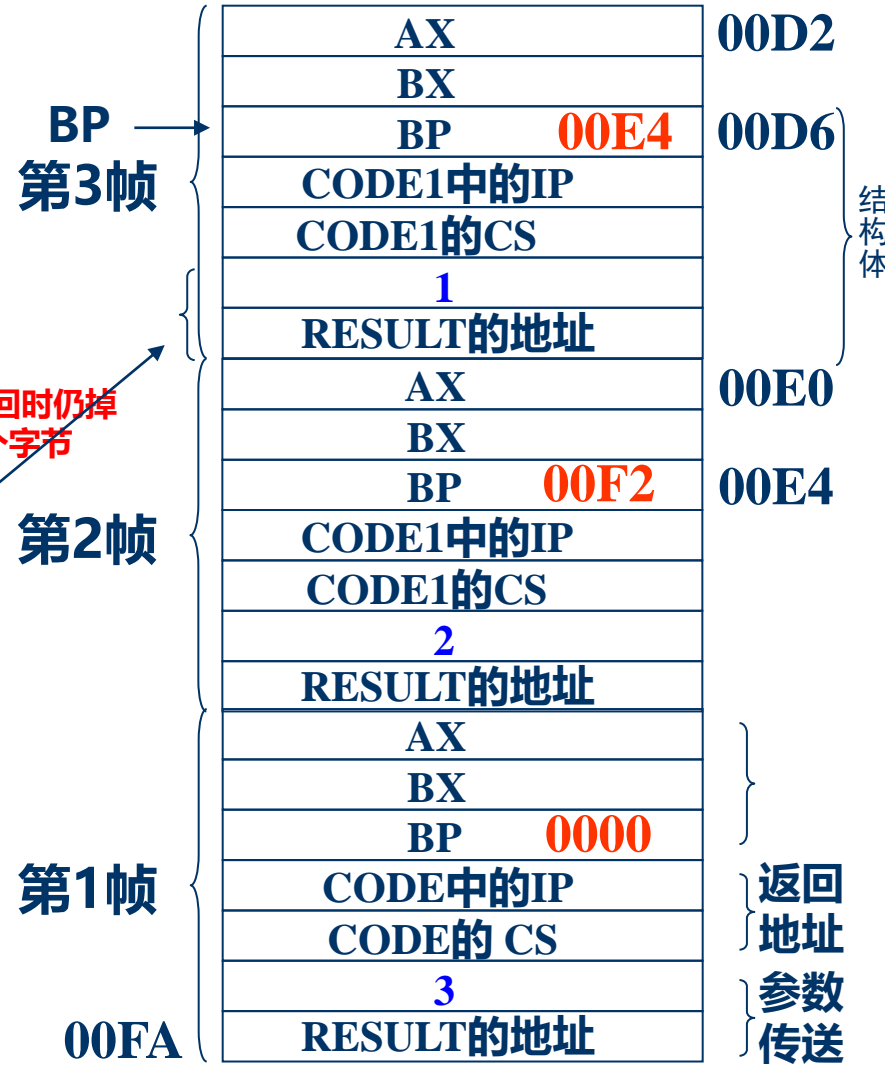 AX 00D2
BX
BP BP 00E4 00D6
第3帧 CODE1中的IP
CODE1的CS
结
构
体
1
RESULT的地址
AX 00E0
回时仍掉
个字节
BX
BP 00F2 00E4
第2帧 CODE1中的IP
CODE1的CS
2
RESULT的地址
AX
BX
BP 0000
第1帧 CODE中的IP 返回
CODE的 CS 地址
3 参数
00FA RESULT的地址 传送